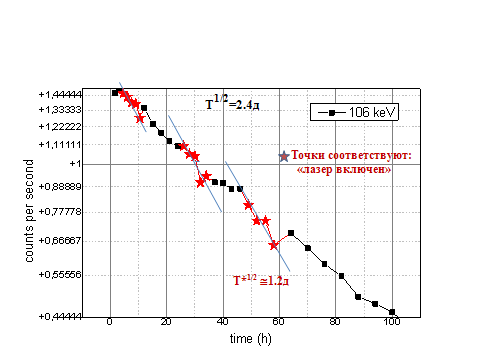 +1,44444
+1,33333
+1,22222
+1,11111
+1
+0,88889
+0,77778
+0,66667
+0,55556
+0,44444
counts per second
T1/2=2.4д
106 keV
Точки соответствуют:
«лазер включен»
T*1/2 ≅1.2д
0 20 40 60 80 100
time (h)